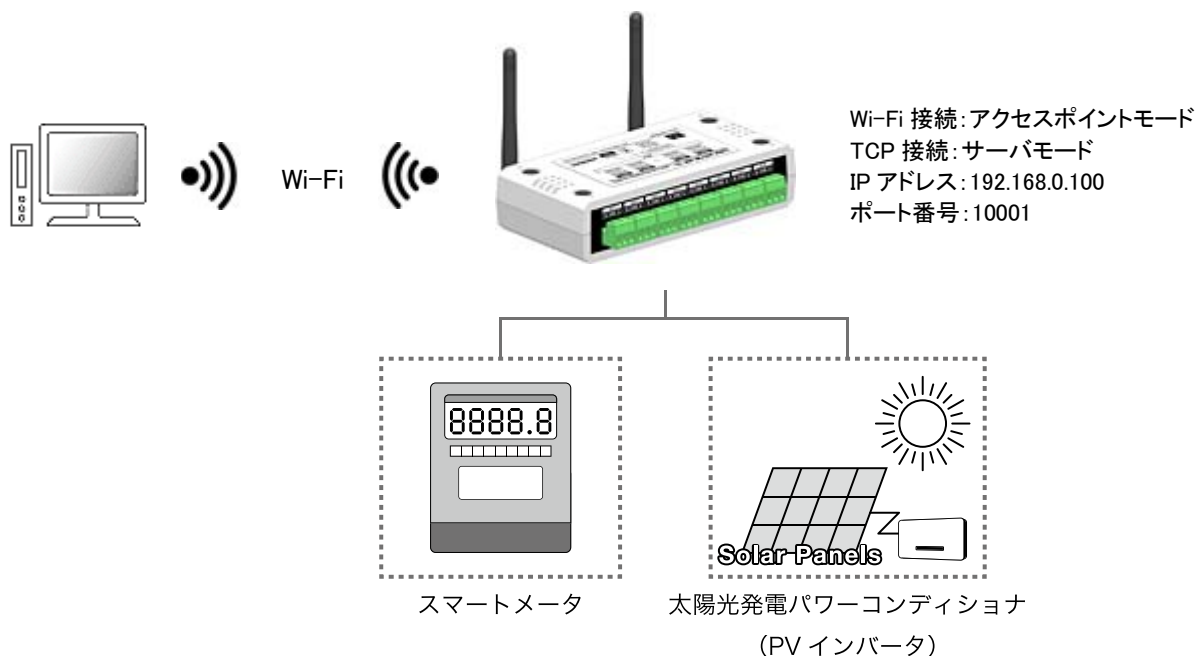 Wi-Fi
Wi-Fi 接続：アクセスポイントモード
TCP 接続：サーバモード
IP アドレス：192.168.0.100
ポート番号：10001
8888.8
Solar Panels
スマートメータ
太陽光発電パワーコンディショナ
（PV インバータ）